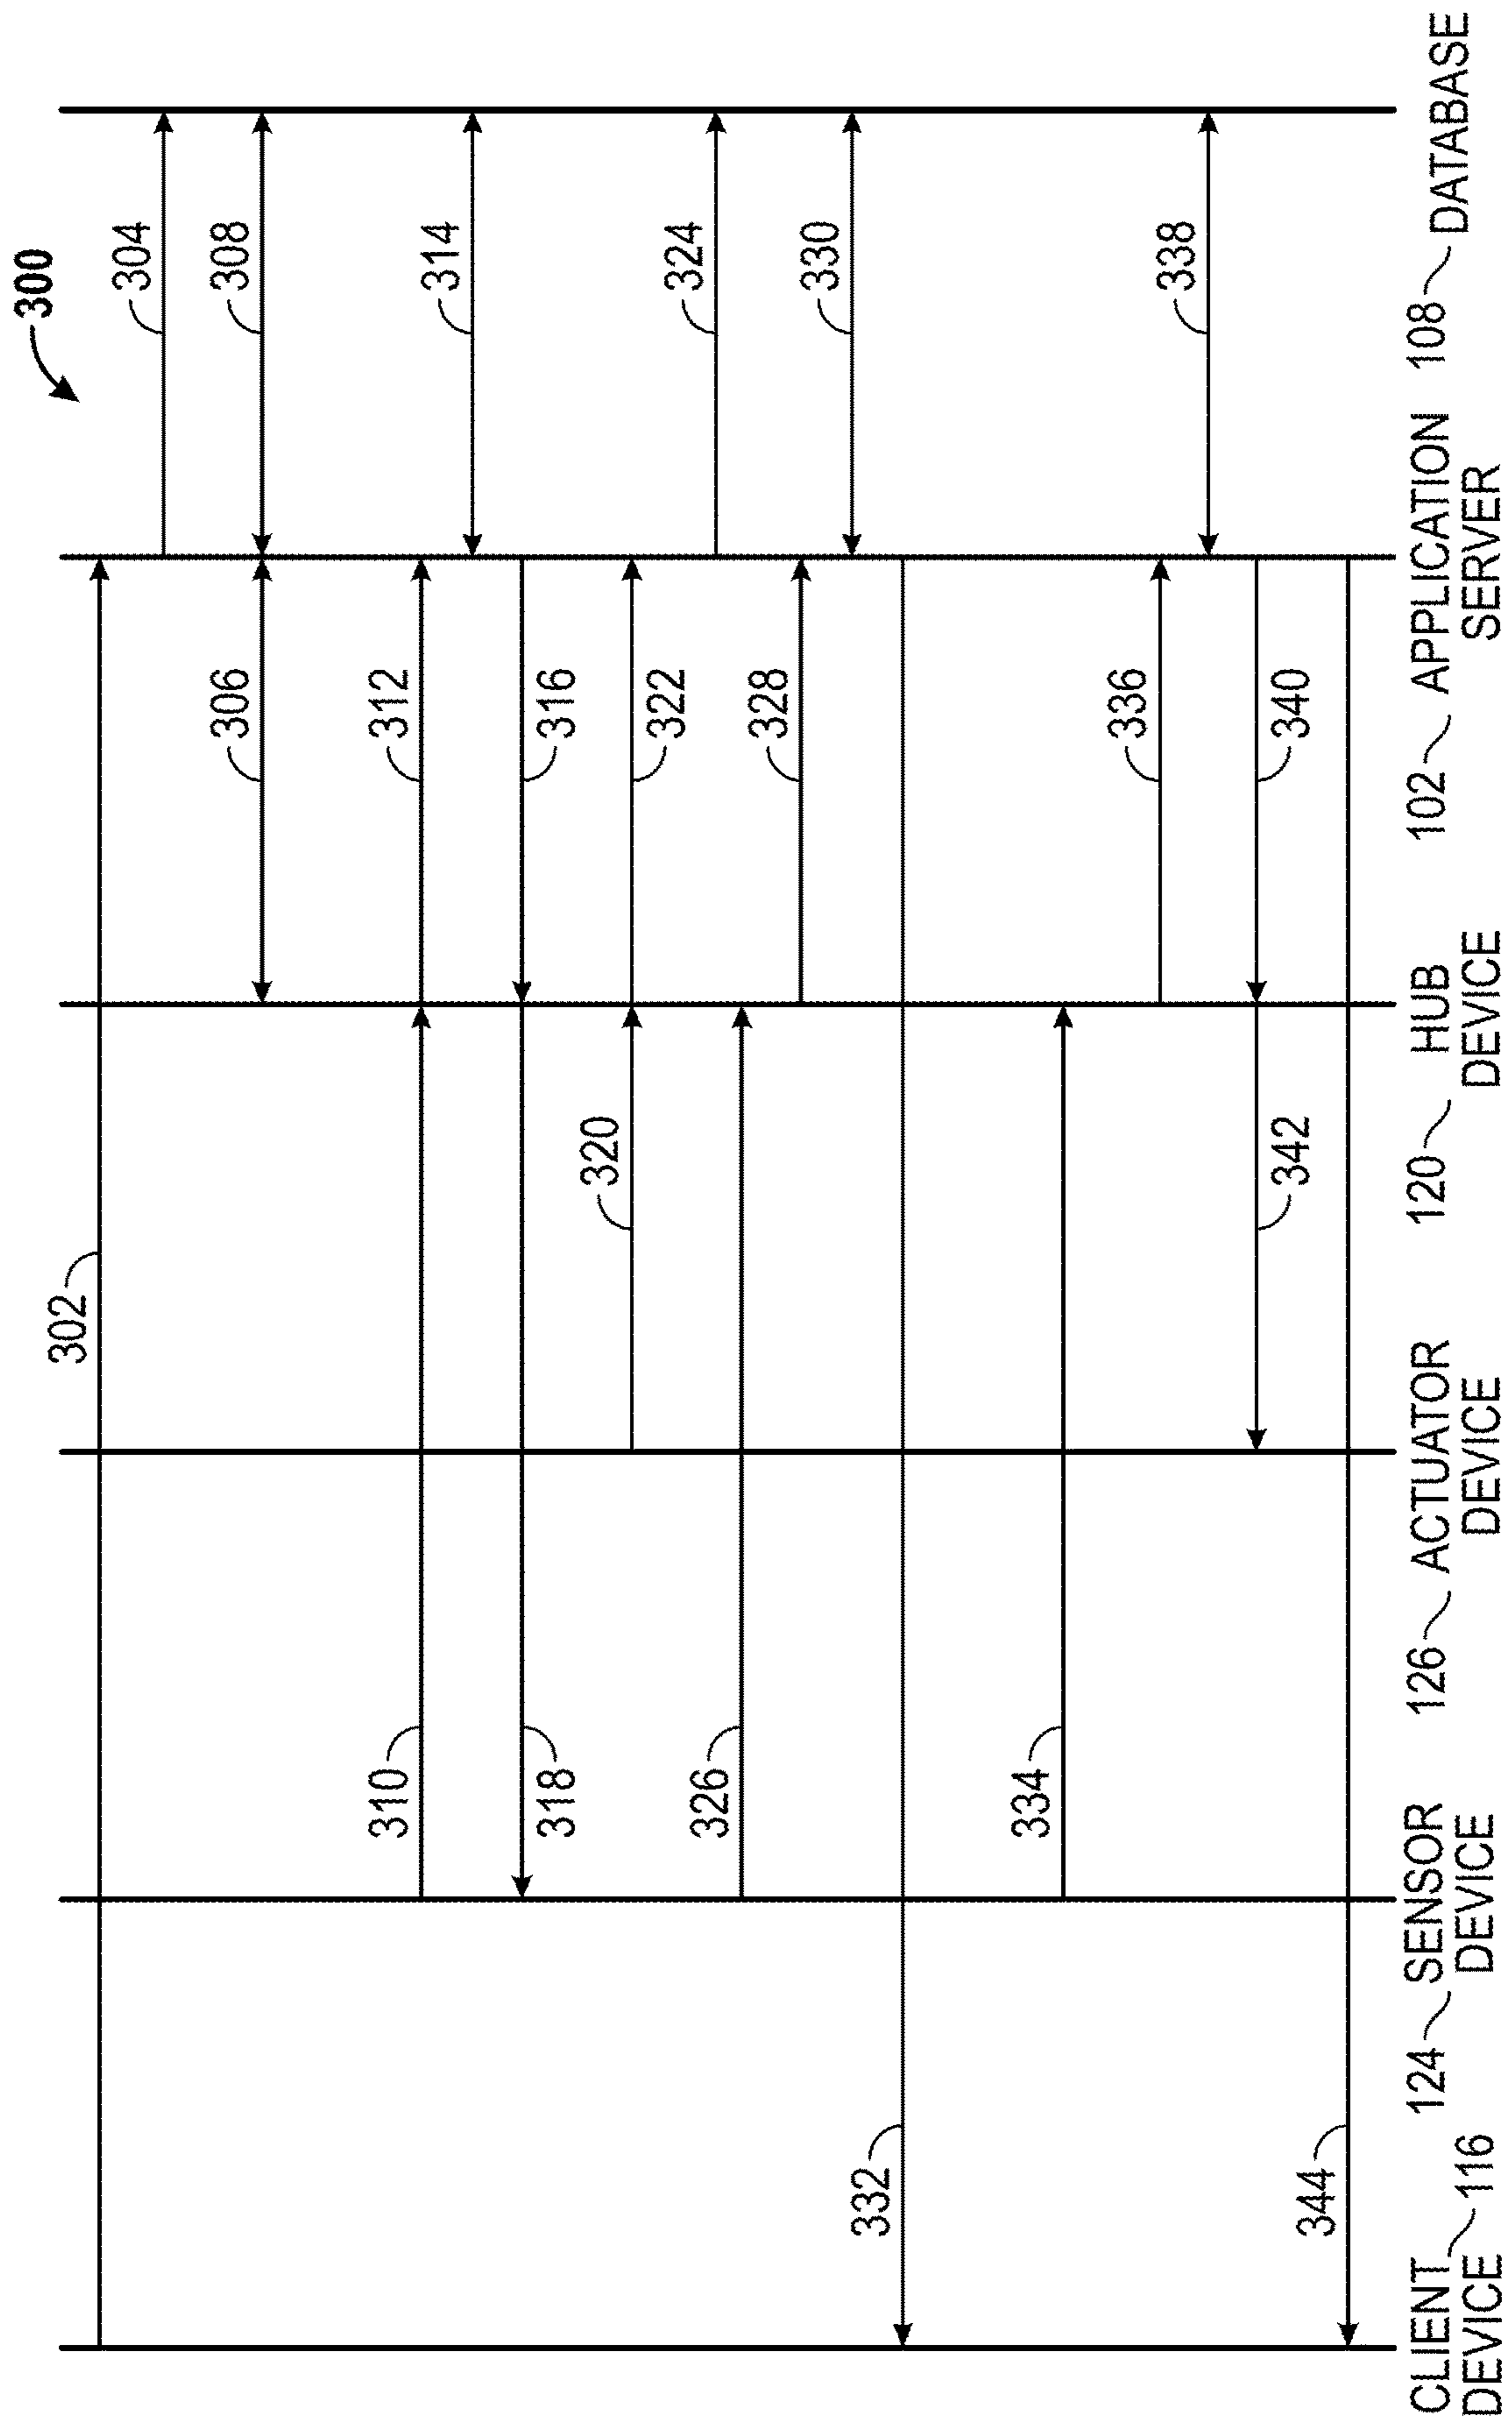 300
302
304
306
308
310
312
314
316
318
320
322
324
326
328
330
332
334
336
338
340
342
344
CLIENT
DEVICE 116
124 SENSOR
DEVICE
126 ACTUATOR
DEVICE
120 HUB
DEVICE
102 APPLICATION
SERVER
108 DATABASE